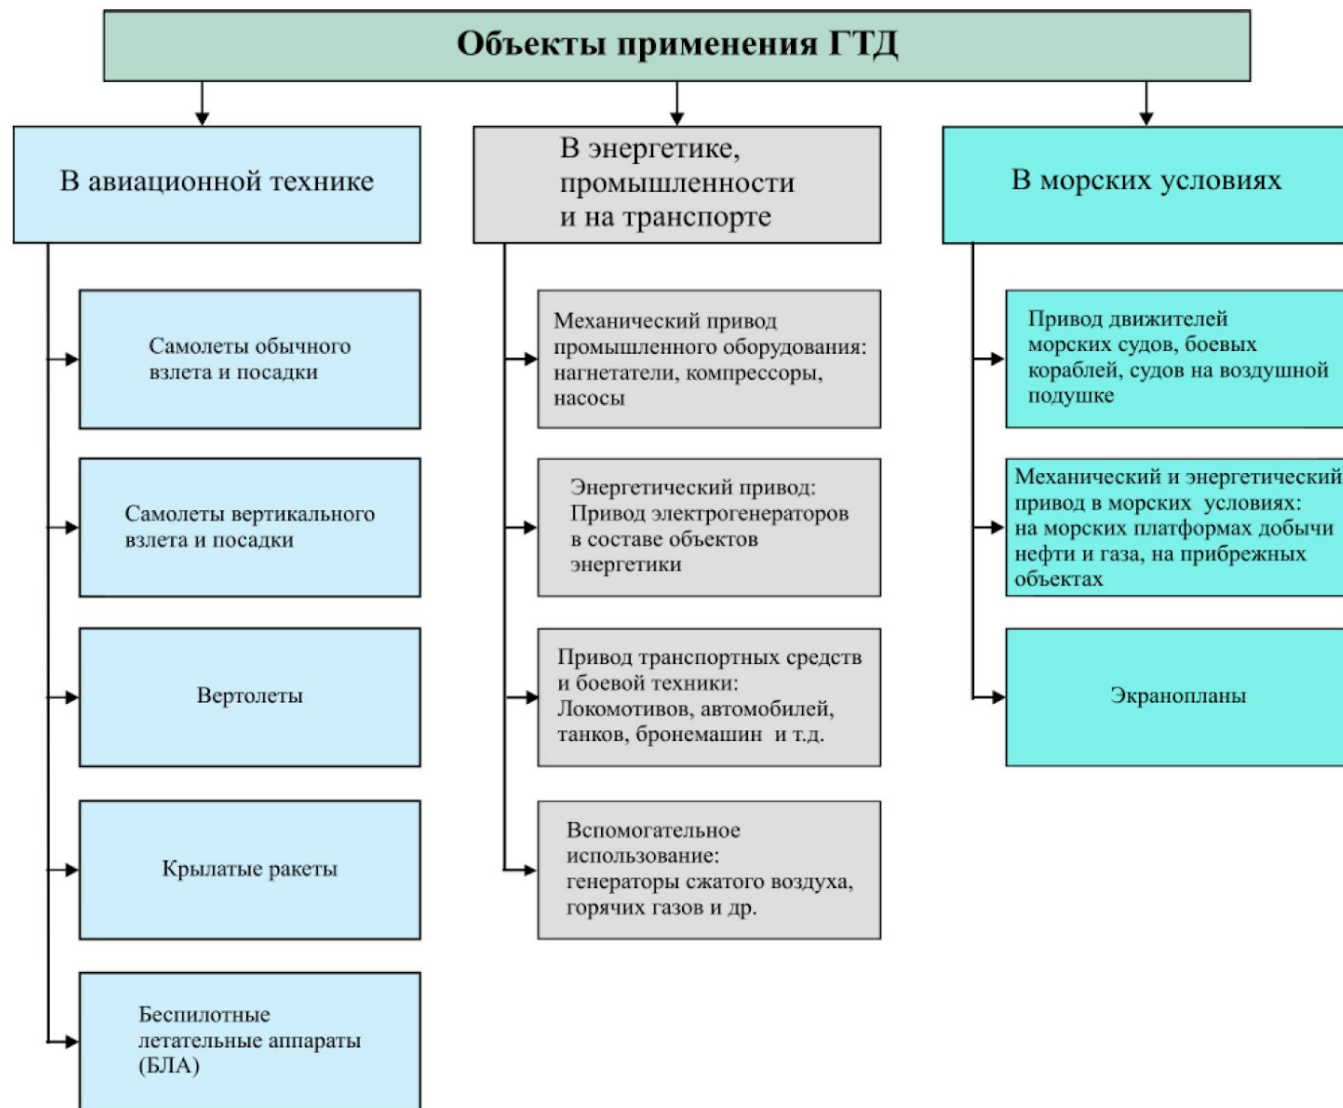 Объекты применения ГТД
В авиационной технике
Самолеты обычного
взлета и посадки
Самолеты вертикального
взлета и посадки
Вертолеты
Крылатые ракеты
Беспилотные
летательные аппараты
(БЛА)
В энергетике,
промышленности
и на транспорте
Механический привод
промышленного оборудования:
нагнетатели, компрессоры,
насосы
Энергетический привод:
Привод электрогенераторов
в составе объектов
энергетики
Привод транспортных средств
и боевой техники:
Локомотивов, автомобилей,
танков, бронемашин и т.д.
Вспомогательное
использование:
генераторы сжатого воздуха,
горячих газов и др.
В морских условиях
Привод движителей
морских судов, боевых
кораблей, судов на воздушной
подушке
Механический и энергетический
привод в морских условиях:
на морских платформах добычи
нефти и газа, на прибрежных
объектах
Экранопланы